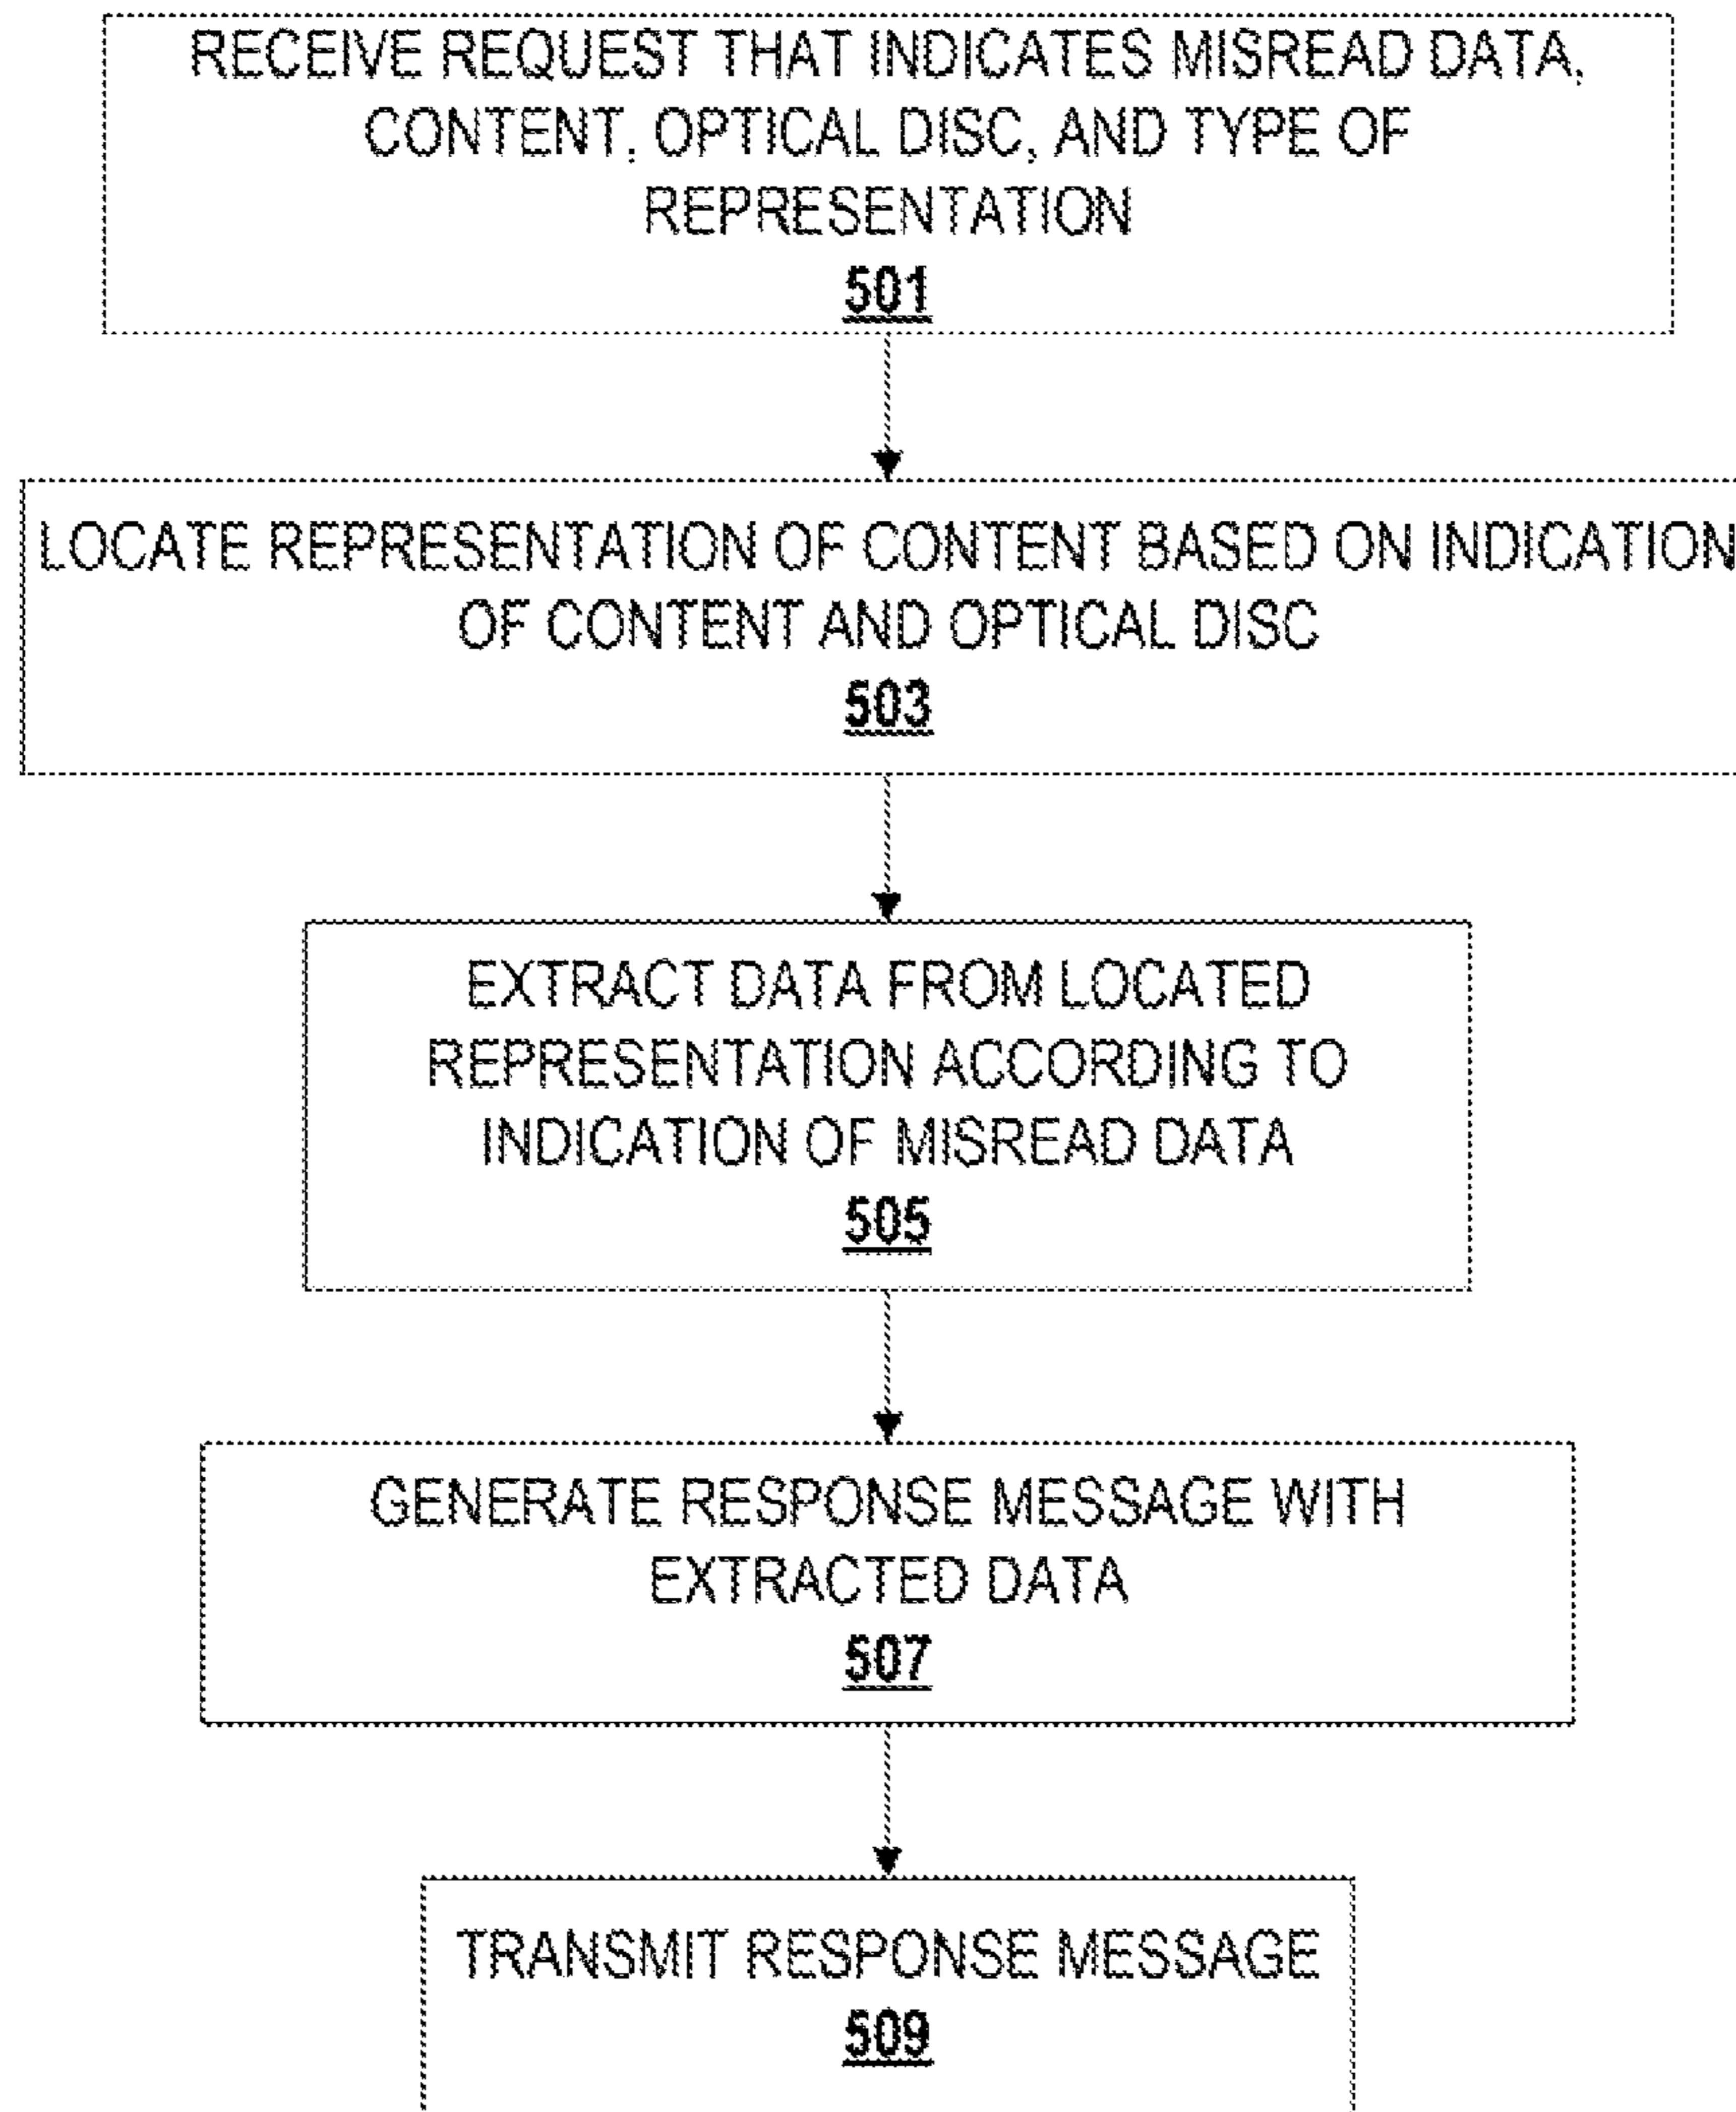 RECEIVE REQUEST THAT INDICATES MISREAD DATA,
CONTENT, OPTICAL DISC, AND TYPE OF
REPRESENTATION
501
LOCATE REPRESENTATION OF CONTENT BASED ON INDICATION
OF CONTENT AND OPTICAL DISC
503
EXTRACT DATA FROM LOCATED
REPRESENTATION ACCORDING TO
INDICATION OF MISREAD DATA
505
GENERATE RESPONSE MESSAGE WITH
EXTRACTED DATA
507
TRANSMIT RESPONSE MESSAGE
509